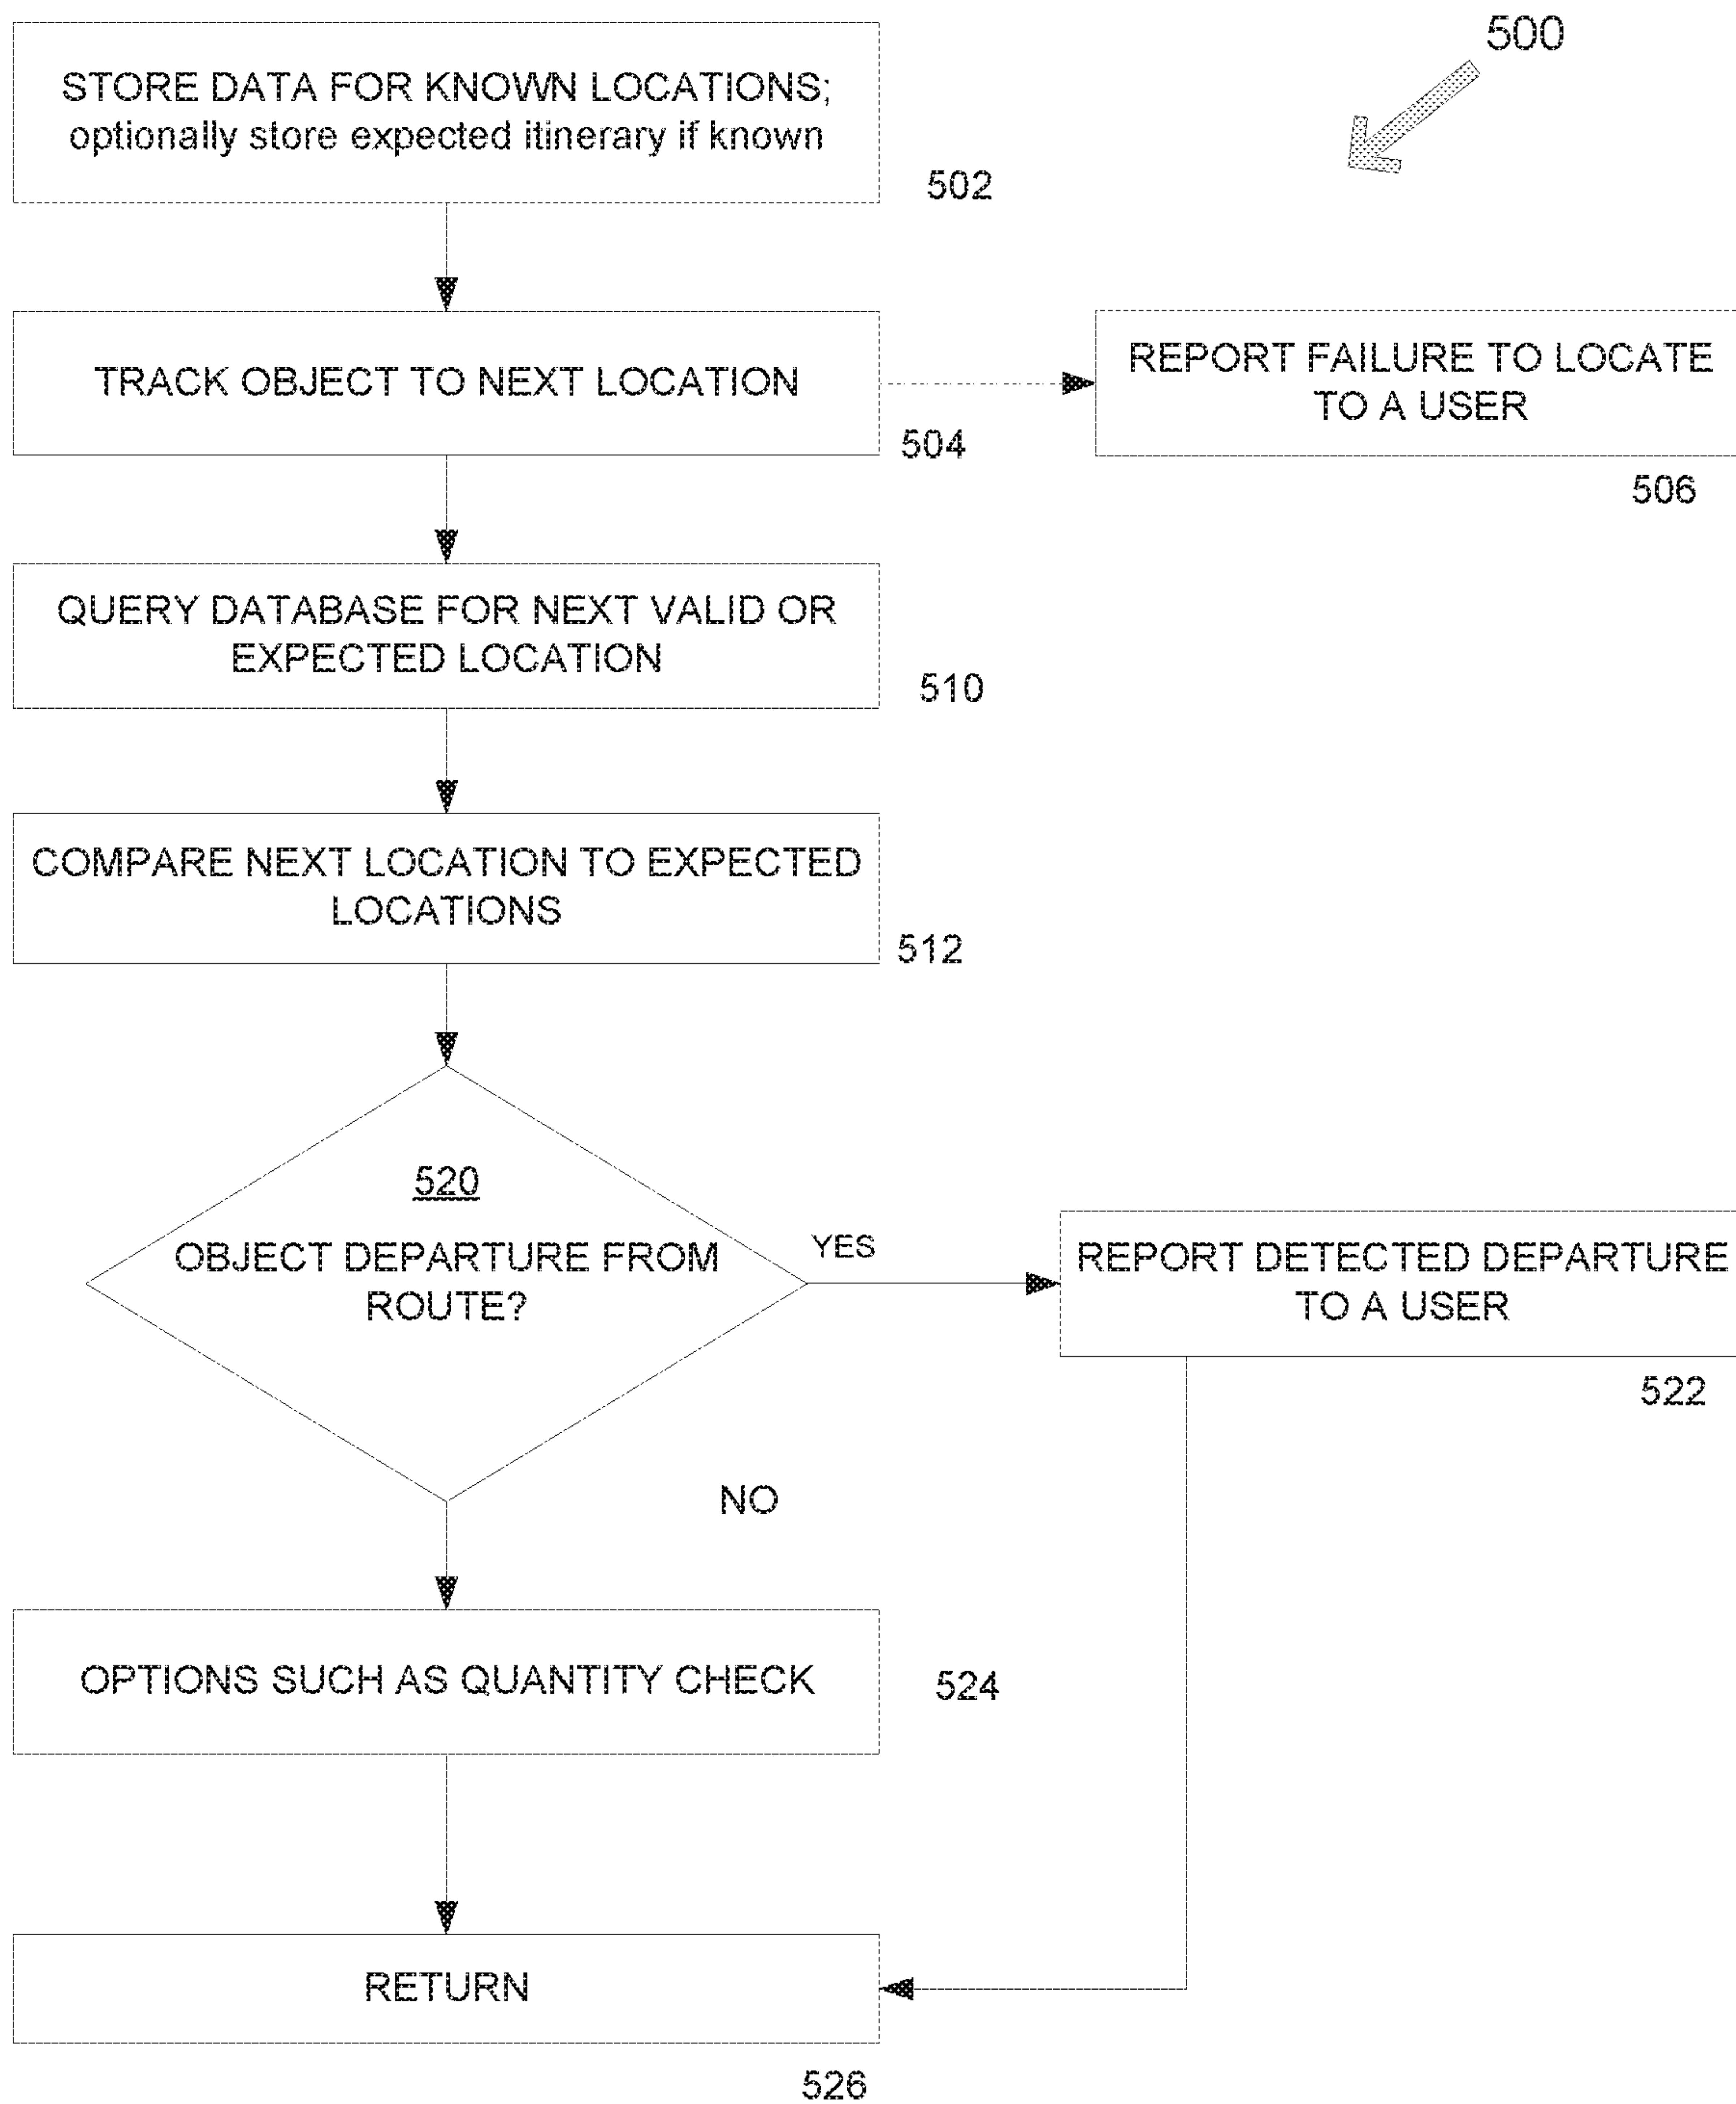 500
STORE DATA FOR KNOWN LOCATIONS;
optionally store expected itinerary if known
502
TRACK OBJECT TO NEXT LOCATION
504
REPORT FAILURE TO LOCATE
TO A USER
506
QUERY DATABASE FOR NEXT VALID OR
EXPECTED LOCATION
510
COMPARE NEXT LOCATION TO EXPECTED
LOCATIONS
512
520
OBJECT DEPARTURE FROM
ROUTE?
YES
REPORT DETECTED DEPARTURE
TO A USER
522
NO
OPTIONS SUCH AS QUANTITY CHECK
524
RETURN
526